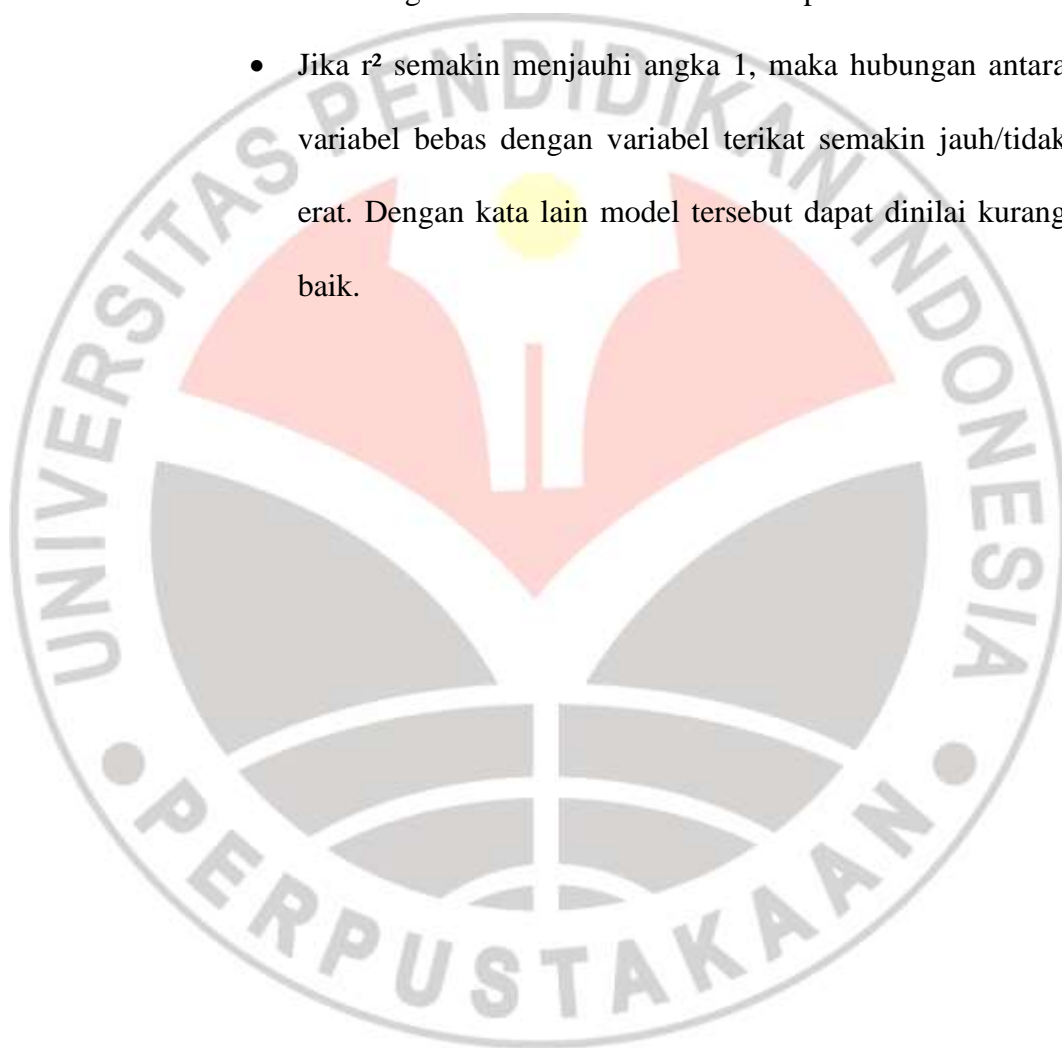 • Jika r² semakin menjauhi angka 1, maka hubungan antara
variabel bebas dengan variabel terikat semakin jauh/tidak
erat. Dengan kata lain model tersebut dapat dinilai kurang
baik.
UNIVERSITAS PENDIDIKAN INDONESIA
• PERPUSTAKAAN •